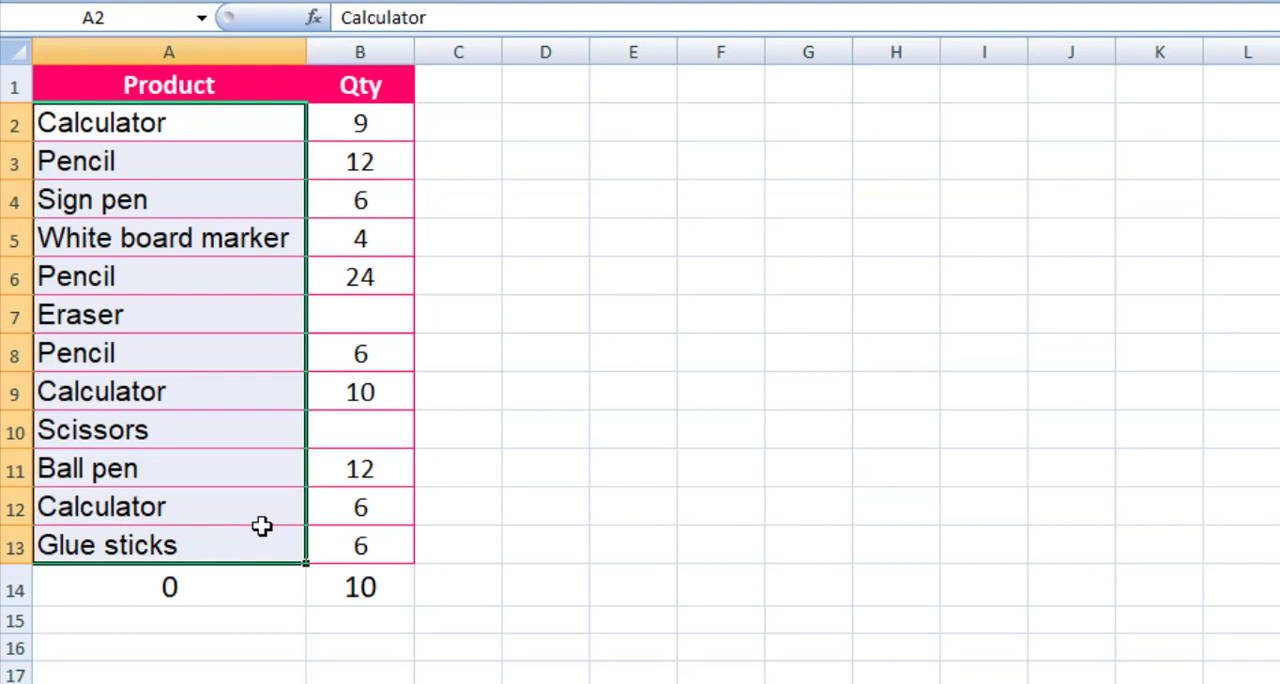 A2 fx Calculator
A B C D E F G H I J K L
1 Product Qty
2 Calculator 9
3 Pencil 12
4 Sign pen 6
5 White board marker 4
6 Pencil 24
7 Eraser
8 Pencil 6
9 Calculator 10
10 Scissors
11 Ball pen 12
12 Calculator 6
13 Glue sticks 6
14 0 10
15
16
17